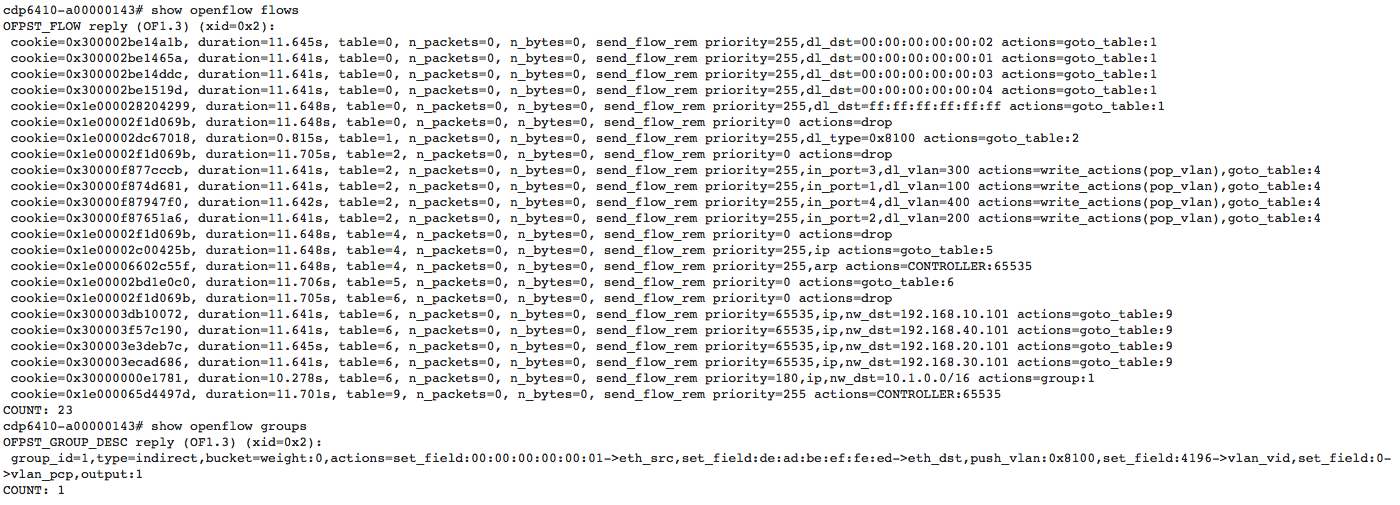 cdp6410-a00000143# show openflow flows
OFPST_FLOW reply (OF1.3) (xid=0x2):
cookie=0x300002be14a1b, duration=11.645s, table=0, n_packets=0, n_bytes=0, send_flow_rem priority=255,dl_dst=00:00:00:00:00:02 actions=goto_table:1
cookie=0x300002be1465a, duration=11.641s, table=0, n_packets=0, n_bytes=0, send_flow_rem priority=255,dl_dst=00:00:00:00:00:01 actions=goto_table:1
cookie=0x300002be14ddc, duration=11.641s, table=0, n_packets=0, n_bytes=0, send_flow_rem priority=255,dl_dst=00:00:00:00:00:03 actions=goto_table:1
cookie=0x300002be1519d, duration=11.641s, table=0, n_packets=0, n_bytes=0, send_flow_rem priority=255,dl_dst=00:00:00:00:00:04 actions=goto_table:1
cookie=0x1e000028204299, duration=11.648s, table=0, n_packets=0, n_bytes=0, send_flow_rem priority=255,dl_dst=ff:ff:ff:ff:ff:ff actions=goto_table:1
cookie=0x1e00002f1d069b, duration=11.648s, table=0, n_packets=0, n_bytes=0, send_flow_rem priority=0 actions=drop
cookie=0x1e00002dc67018, duration=0.815s, table=1, n_packets=0, n_bytes=0, send_flow_rem priority=255,dl_type=0x8100 actions=goto_table:2
cookie=0x1e00002f1d069b, duration=11.705s, table=2, n_packets=0, n_bytes=0, send_flow_rem priority=0 actions=drop
cookie=0x30000f877cccb, duration=11.641s, table=2, n_packets=0, n_bytes=0, send_flow_rem priority=255,in_port=3,dl_vlan=300 actions=write_actions(pop_vlan),goto_table:4
cookie=0x30000f874d681, duration=11.641s, table=2, n_packets=0, n_bytes=0, send_flow_rem priority=255,in_port=1,dl_vlan=100 actions=write_actions(pop_vlan),goto_table:4
cookie=0x30000f87947f0, duration=11.642s, table=2, n_packets=0, n_bytes=0, send_flow_rem priority=255,in_port=4,dl_vlan=400 actions=write_actions(pop_vlan),goto_table:4
cookie=0x30000f87651a6, duration=11.641s, table=2, n_packets=0, n_bytes=0, send_flow_rem priority=255,in_port=2,dl_vlan=200 actions=write_actions(pop_vlan),goto_table:4
cookie=0x1e00002f1d069b, duration=11.648s, table=4, n_packets=0, n_bytes=0, send_flow_rem priority=0 actions=drop
cookie=0x1e00002c00425b, duration=11.648s, table=4, n_packets=0, n_bytes=0, send_flow_rem priority=255,ip actions=goto_table:5
cookie=0x1e00006602c55f, duration=11.648s, table=4, n_packets=0, n_bytes=0, send_flow_rem priority=255,arp actions=CONTROLLER:65535
cookie=0x1e00002bd1e0c0, duration=11.706s, table=5, n_packets=0, n_bytes=0, send_flow_rem priority=0 actions=goto_table:6
cookie=0x1e00002f1d069b, duration=11.705s, table=6, n_packets=0, n_bytes=0, send_flow_rem priority=0 actions=drop
cookie=0x300003db10072, duration=11.641s, table=6, n_packets=0, n_bytes=0, send_flow_rem priority=65535,ip,nw_dst=192.168.10.101 actions=goto_table:9
cookie=0x300003f57c190, duration=11.641s, table=6, n_packets=0, n_bytes=0, send_flow_rem priority=65535,ip,nw_dst=192.168.40.101 actions=goto_table:9
cookie=0x300003e3deb7c, duration=11.645s, table=6, n_packets=0, n_bytes=0, send_flow_rem priority=65535,ip,nw_dst=192.168.20.101 actions=goto_table:9
cookie=0x300003ecad686, duration=11.641s, table=6, n_packets=0, n_bytes=0, send_flow_rem priority=65535,ip,nw_dst=192.168.30.101 actions=goto_table:9
cookie=0x30000000e1781, duration=10.278s, table=6, n_packets=0, n_bytes=0, send_flow_rem priority=180,ip,nw_dst=10.1.0.0/16 actions=group:1
cookie=0x1e000065d4497d, duration=11.701s, table=9, n_packets=0, n_bytes=0, send_flow_rem priority=255 actions=CONTROLLER:65535
COUNT: 23
cdp6410-a00000143# show openflow groups
OFPST_GROUP_DESC reply (OF1.3) (xid=0x2):
group_id=1,type=indirect,bucket=weight:0,actions=set_field:00:00:00:00:00:01->eth_src,set_field:de:ad:be:ef:fe:ed->eth_dst,push_vlan:0x8100,set_field:4196->vlan_vid,set_field:0-
>vlan_pcp,output:1
COUNT: 1